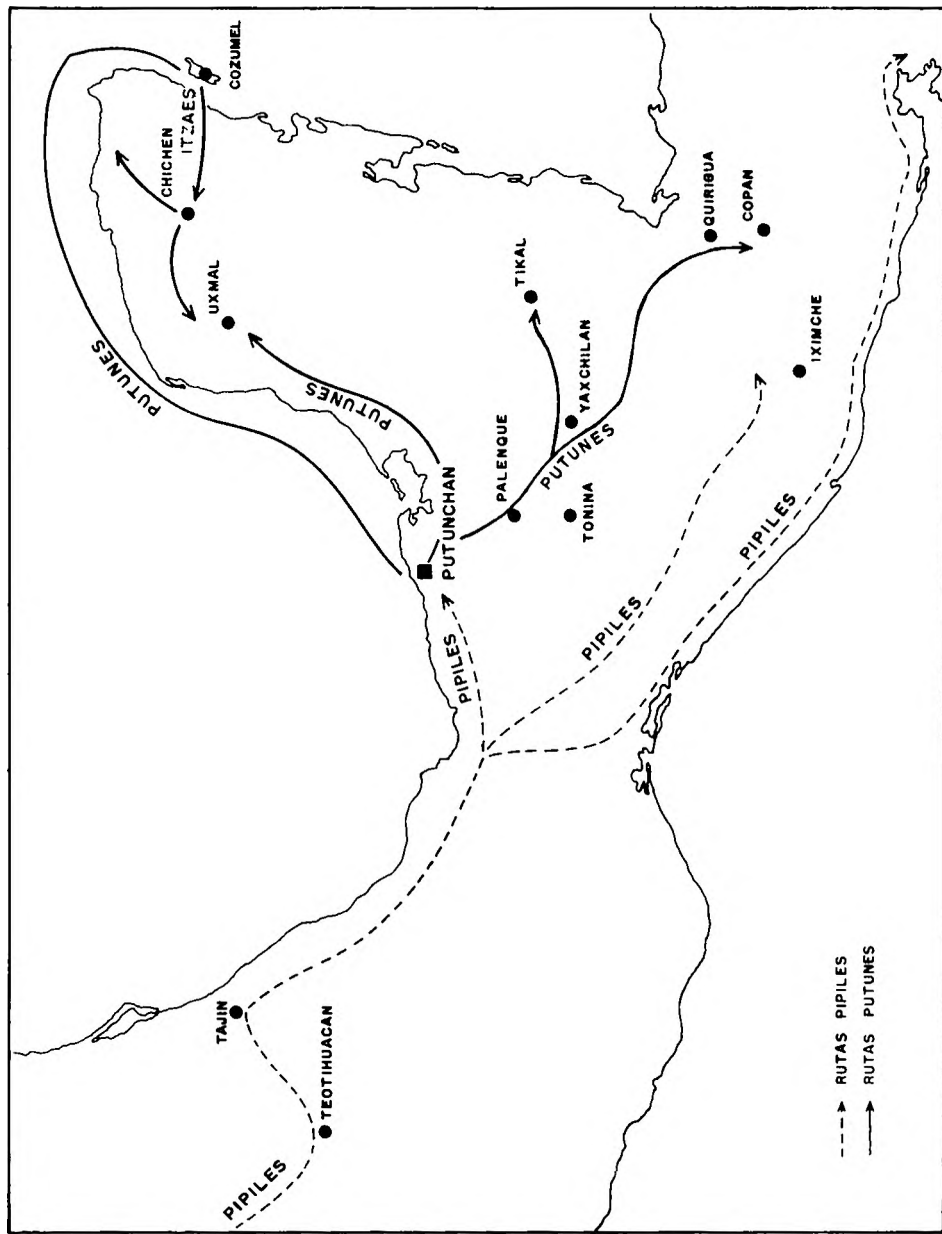 PUTUNES
COZUMEL
ITZAES
CHICHEN
UXMAL
PUTUNES
PUTUNCHAN
PALENQUE
TONINA
YAXCHILAN
PUTUNES
TIKAL
QUIRIGUA
COPAN
IXIMCHE
TAJIN
TEOTIHUACAN
PIPILES
PIPILES
PIPILES
PIPILES
RUTAS PIPILES
RUTAS PUTUNES